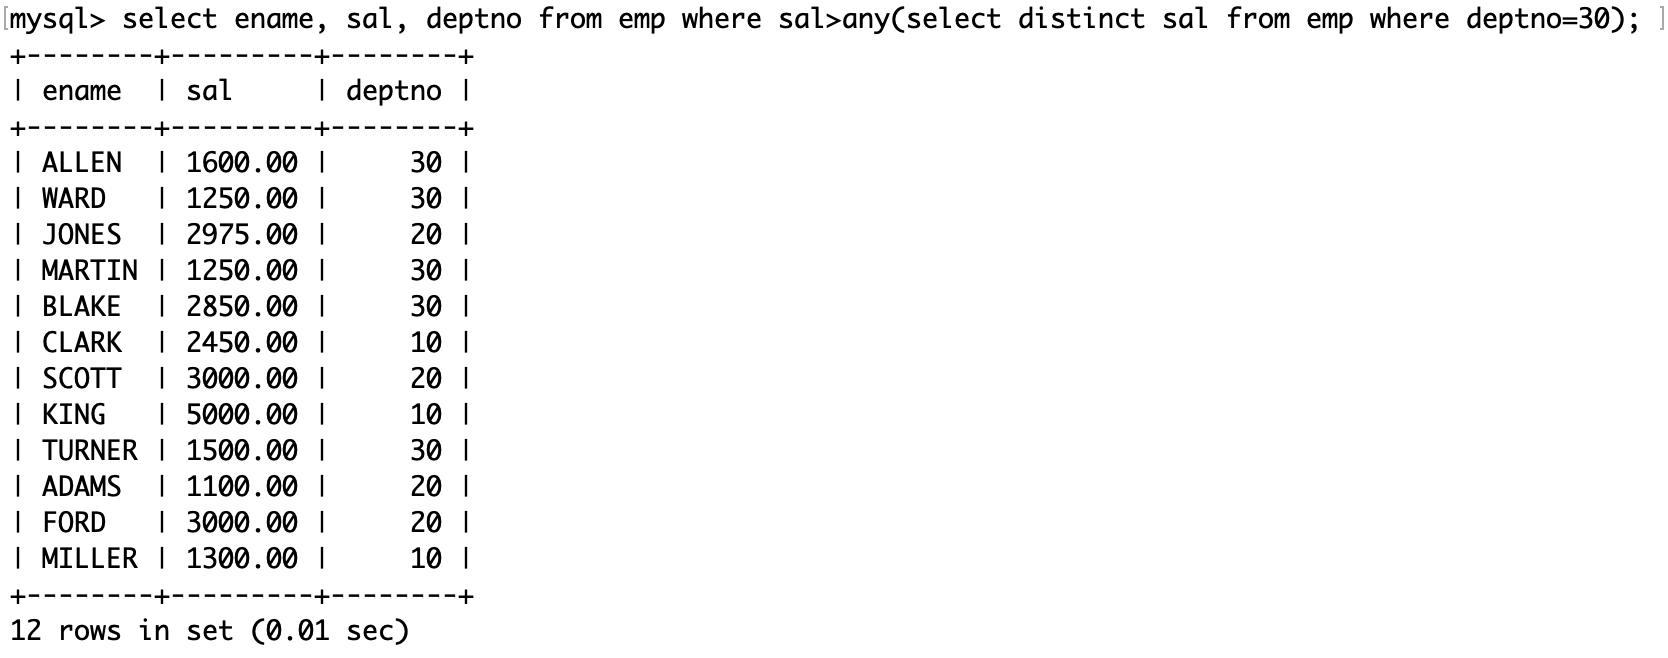 mysql> select ename, sal, deptno from emp where sal>any(select distinct sal from emp where deptno=30);
+--------+---------+--------+
| ename  | sal     | deptno |
+--------+---------+--------+
| ALLEN  | 1600.00 |     30 |
| WARD   | 1250.00 |     30 |
| JONES  | 2975.00 |     20 |
| MARTIN | 1250.00 |     30 |
| BLAKE  | 2850.00 |     30 |
| CLARK  | 2450.00 |     10 |
| SCOTT  | 3000.00 |     20 |
| KING   | 5000.00 |     10 |
| TURNER | 1500.00 |     30 |
| ADAMS  | 1100.00 |     20 |
| FORD   | 3000.00 |     20 |
| MILLER | 1300.00 |     10 |
+--------+---------+--------+
12 rows in set (0.01 sec)